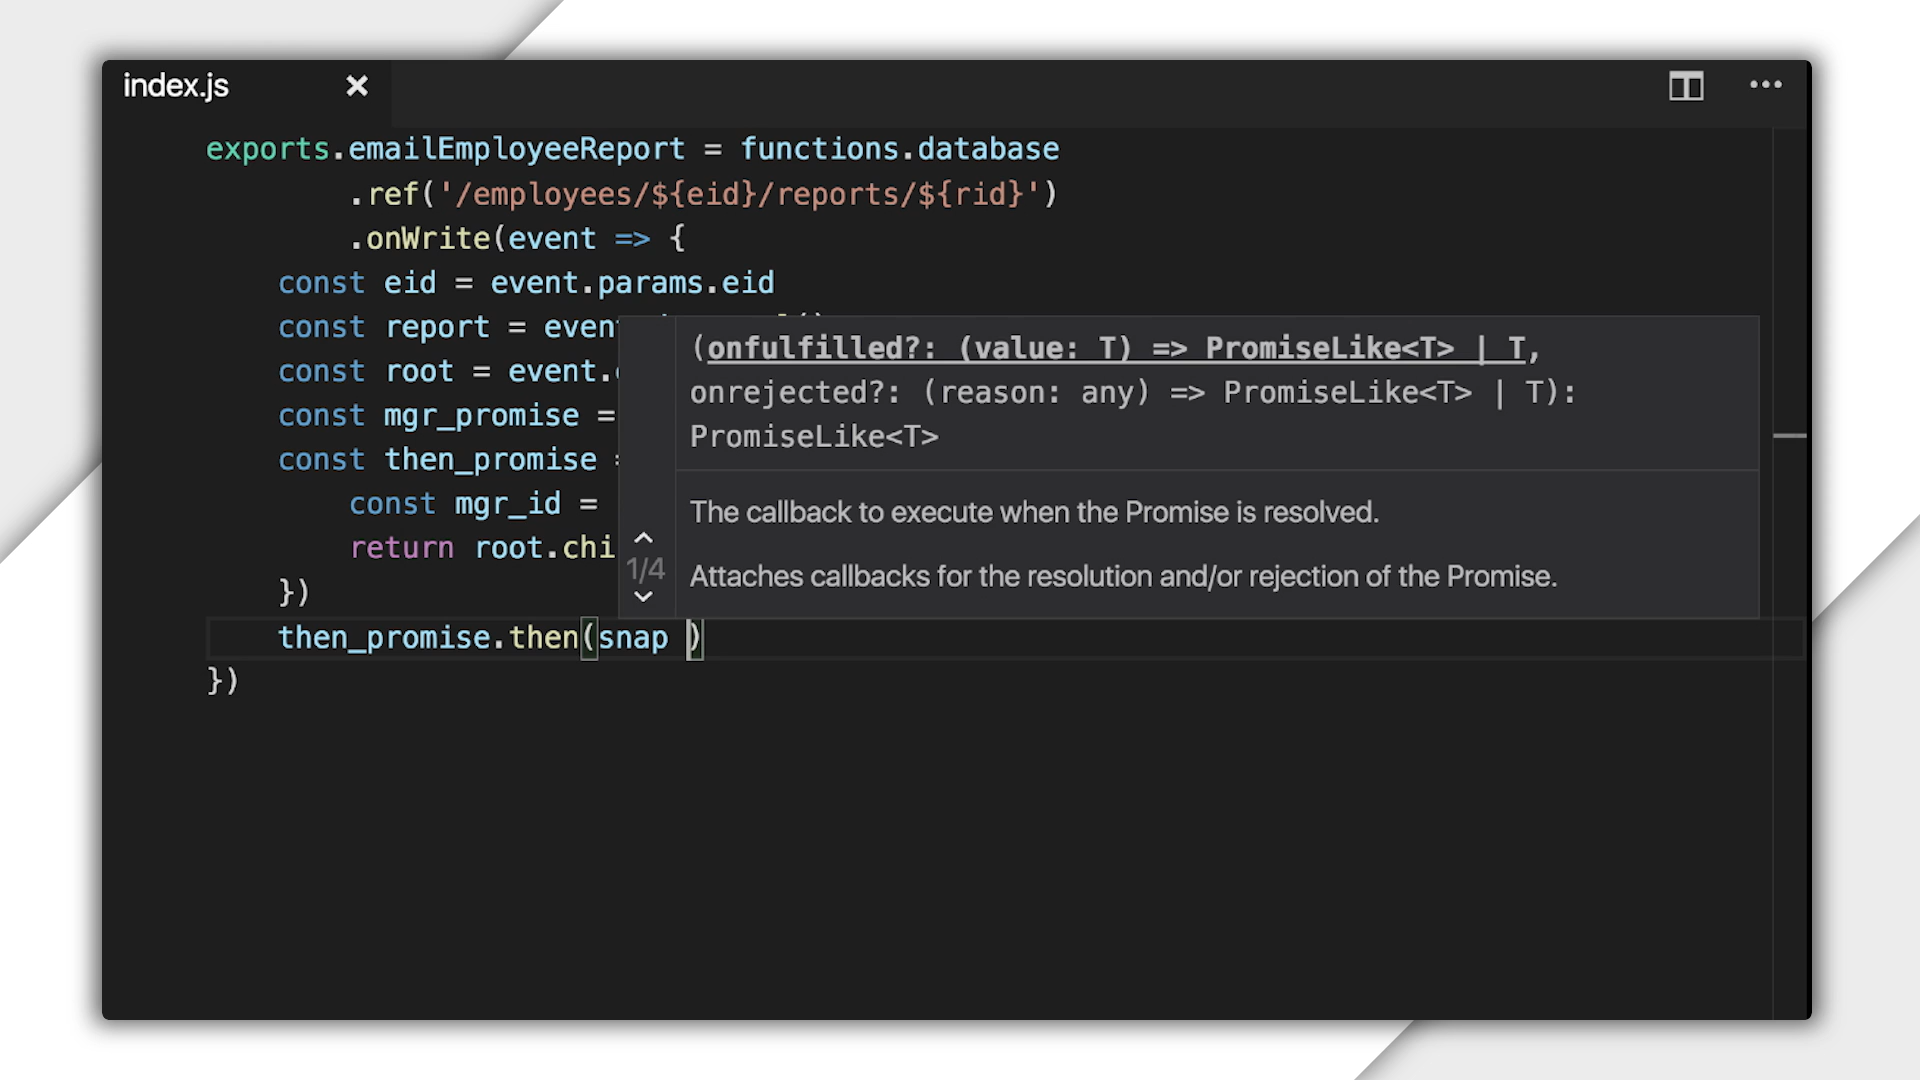 index.js
exports.emailEmployeeReport = functions.database
.ref('/employees/${eid}/reports/${rid}')
.onWrite(event => {
const eid = event.params.eid
const report = event
const root = event.
const mgr_promise =
const then_promise
const mgr_id =
return root.chi
})
then_promise.then(snap )
})
(onfulfilled?: (value: T) => PromiseLike<T> | T,
onrejected?: (reason: any) => PromiseLike<T> | T):
PromiseLike<T>
1/4
The callback to execute when the Promise is resolved.
Attaches callbacks for the resolution and/or rejection of the Promise.